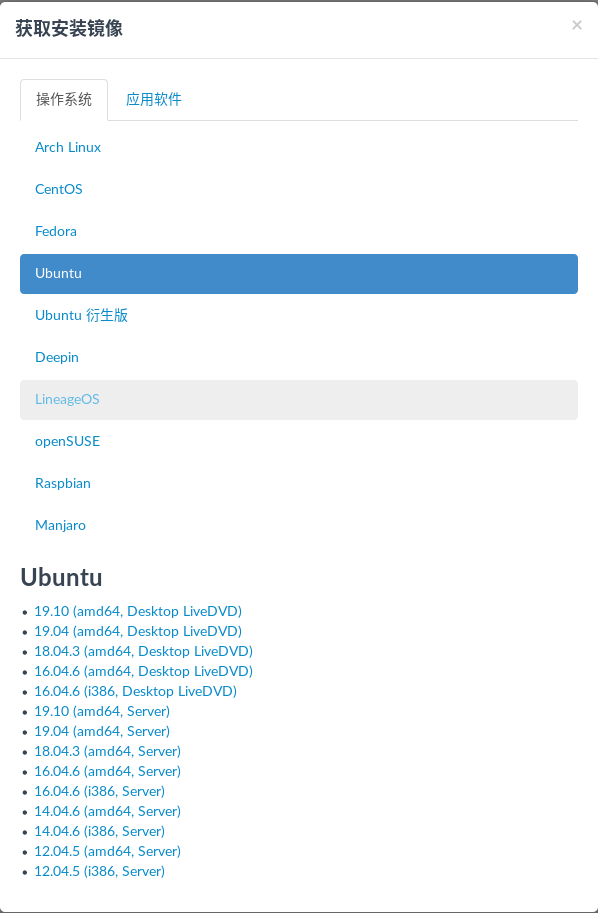 获取安装镜像
×
操作系统 应用软件
Arch Linux
CentOS
Fedora
Ubuntu
Ubuntu 衍生版
Deepin
LineageOS
openSUSE
Raspbian
Manjaro
Ubuntu
• 19.10 (amd64, Desktop LiveDVD)
• 19.04 (amd64, Desktop LiveDVD)
• 18.04.3 (amd64, Desktop LiveDVD)
• 16.04.6 (amd64, Desktop LiveDVD)
• 16.04.6 (i386, Desktop LiveDVD)
• 19.10 (amd64, Server)
• 19.04 (amd64, Server)
• 18.04.3 (amd64, Server)
• 16.04.6 (amd64, Server)
• 16.04.6 (i386, Server)
• 14.04.6 (amd64, Server)
• 14.04.6 (i386, Server)
• 12.04.5 (amd64, Server)
• 12.04.5 (i386, Server)